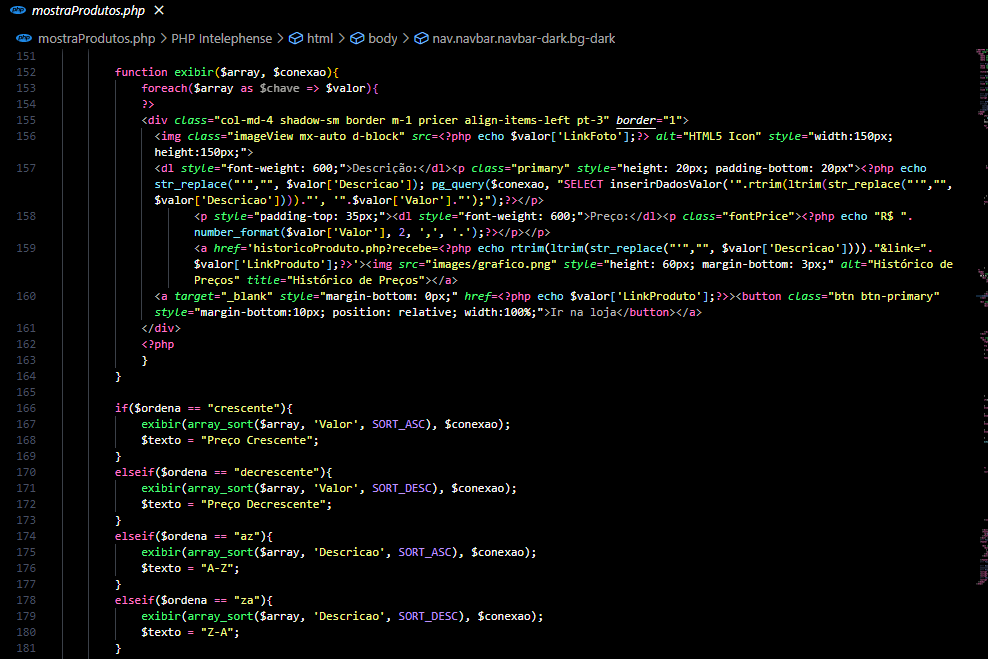 mostraProdutos.php ×
mostraProdutos.php > PHP Intelephense > html > body > nav.navbar.navbar-dark.bg-dark
151
152 function exibir($array, $conexao){
153 foreach($array as $chave => $valor){
154 ?>
155 <div class="col-md-4 shadow-sm border m-1 pricer align-items-left pt-3" border="1">
156 <img class="imageView mx-auto d-block" src=<?php echo $valor['LinkFoto'];?> alt="HTML5 Icon" style="width:150px;
height:150px;">
157 <dl style="font-weight: 600;">Descrição:</dl><p class="primary" style="height: 20px; padding-bottom: 20px"><?php echo
str_replace("'","", $valor['Descricao']); pg_query($conexao, "SELECT inserirDadosValor('".rtrim(ltrim(str_replace("'","",
$valor['Descricao'])))."', '".$valor['Valor']."');");?></p>
158 <p style="padding-top: 35px;"><dl style="font-weight: 600;">Preço:</dl><p class="fontPrice"><?php echo "R$ ".
number_format($valor['Valor'], 2, ',', '.');?></p></p>
159 <a href='historicoProduto.php?recebe=<?php echo rtrim(ltrim(str_replace("'","", $valor['Descricao'])))."&link=".
$valor['LinkProduto'];?>'><img src="images/grafico.png" style="height: 60px; margin-bottom: 3px;" alt="Histórico de
Preços" title="Histórico de Preços"></a>
160 <a target="_blank" style="margin-bottom: 0px;" href=<?php echo $valor['LinkProduto'];?>><button class="btn btn-primary"
style="margin-bottom:10px; position: relative; width:100%;">Ir na loja</button></a>
161 </div>
162 <?php
163 }
164 }
165
166 if($ordena == "crescente"){
167 exibir(array_sort($array, 'Valor', SORT_ASC), $conexao);
168 $texto = "Preço Crescente";
169 }
170 elseif($ordena == "decrescente"){
171 exibir(array_sort($array, 'Valor', SORT_DESC), $conexao);
172 $texto = "Preço Decrescente";
173 }
174 elseif($ordena == "az"){
175 exibir(array_sort($array, 'Descricao', SORT_ASC), $conexao);
176 $texto = "A-Z";
177 }
178 elseif($ordena == "za"){
179 exibir(array_sort($array, 'Descricao', SORT_DESC), $conexao);
180 $texto = "Z-A";
181 }